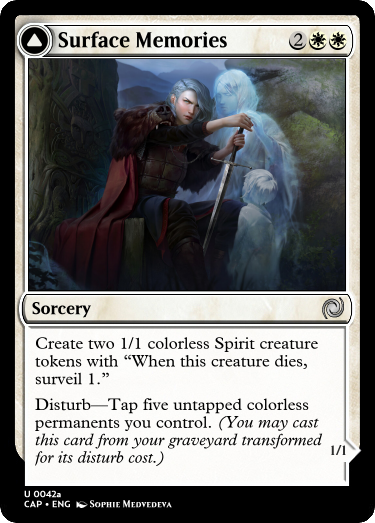 Surface Memories 2
Sorcery
Create two 1/1 colorless Spirit creature
tokens with “When this creature dies,
surveil 1.”
Disturb—Tap five untapped colorless
permanents you control. (You may cast
this card from your graveyard transformed
for its disturb cost.)
1/1
U 0042a
CAP • ENG Sophie Medvedeva